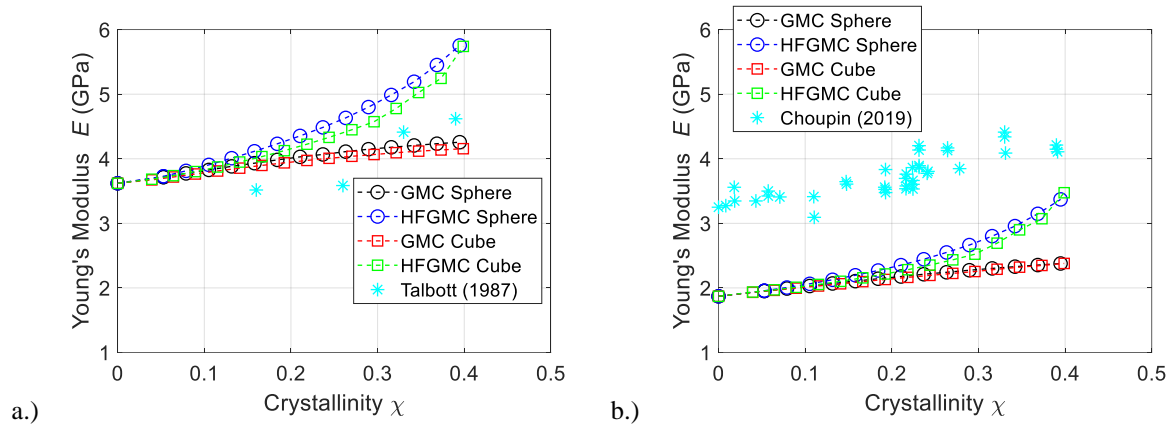 6
5
4
3
2
1
Young's Modulus E (GPa)
0
0.1
0.2
0.3
0.4
0.5
Crystallinity χ
GMC Sphere
HFGMC Sphere
GMC Cube
HFGMC Cube
Talbott (1987)
a.)
6
5
4
3
2
1
Young's Modulus E (GPa)
0
0.1
0.2
0.3
0.4
0.5
Crystallinity χ
GMC Sphere
HFGMC Sphere
GMC Cube
HFGMC Cube
Choupin (2019)
b.)